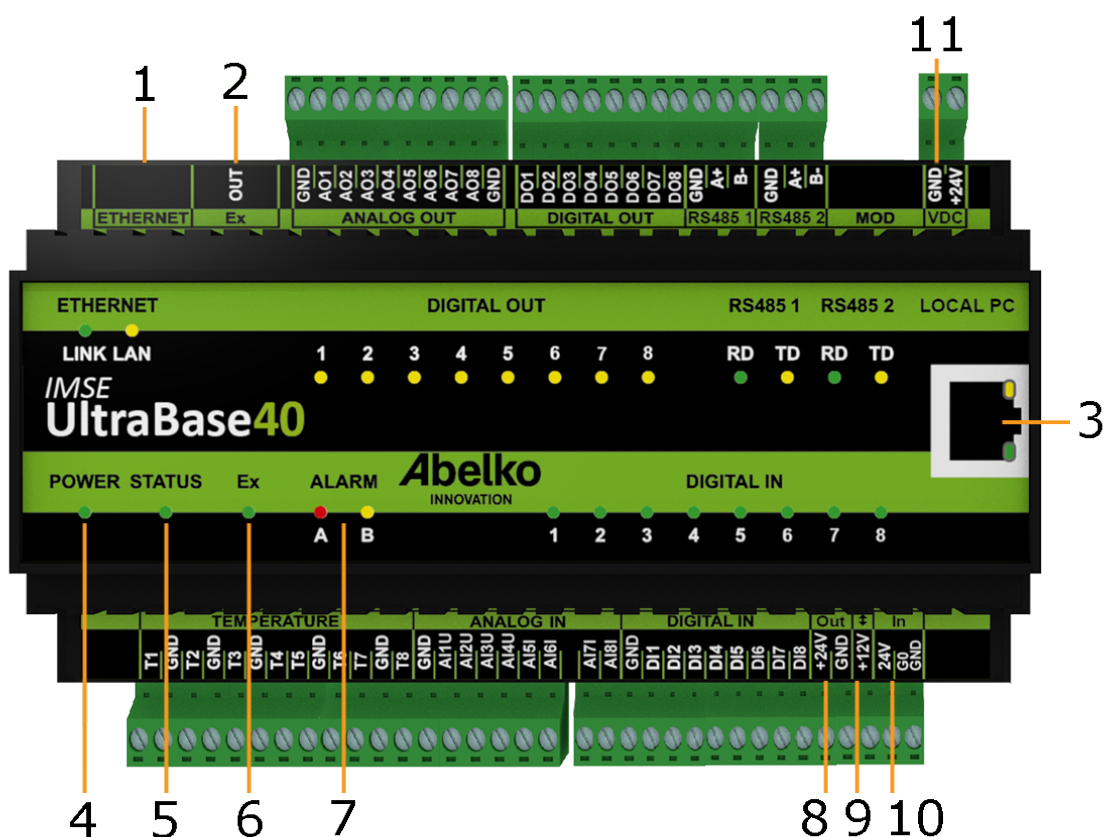 11
1 2
GND AO1 AO2 AO3 AO4 AO5 AO6 AO7 AO8 GND
OUT
DO1 DO2 DO3 DO4 DO5 DO6 DO7 DO8 GND A+ B- GND A+ B- GND +24V
ETHERNET Ex ANALOG OUT DIGITAL OUT RS485 1 RS485 2 MOD VDC
ETHERNET DIGITAL OUT RS485 1 RS485 2 LOCAL PC
LINK LAN 1 2 3 4 5 6 7 8 RD TD RD TD
IMSE
UltraBase40
3
POWER STATUS Ex ALARM Abelko DIGITAL IN
INNOVATION
A B 1 2 3 4 5 6 7 8
TEMPERATURE ANALOG IN DIGITAL IN Out ⇕ In
T1 GND T2 GND T3 GND T4 T5 GND T6 T7 GND T8 GND AI1U AI2U AI3U AI4U AI5I AI6I AI7I AI8I GND DI1 DI2 DI3 DI4 DI5 DI6 DI7 DI8 +24V GND +12V 24V G0 GND
4 5 6 7 8 9 10